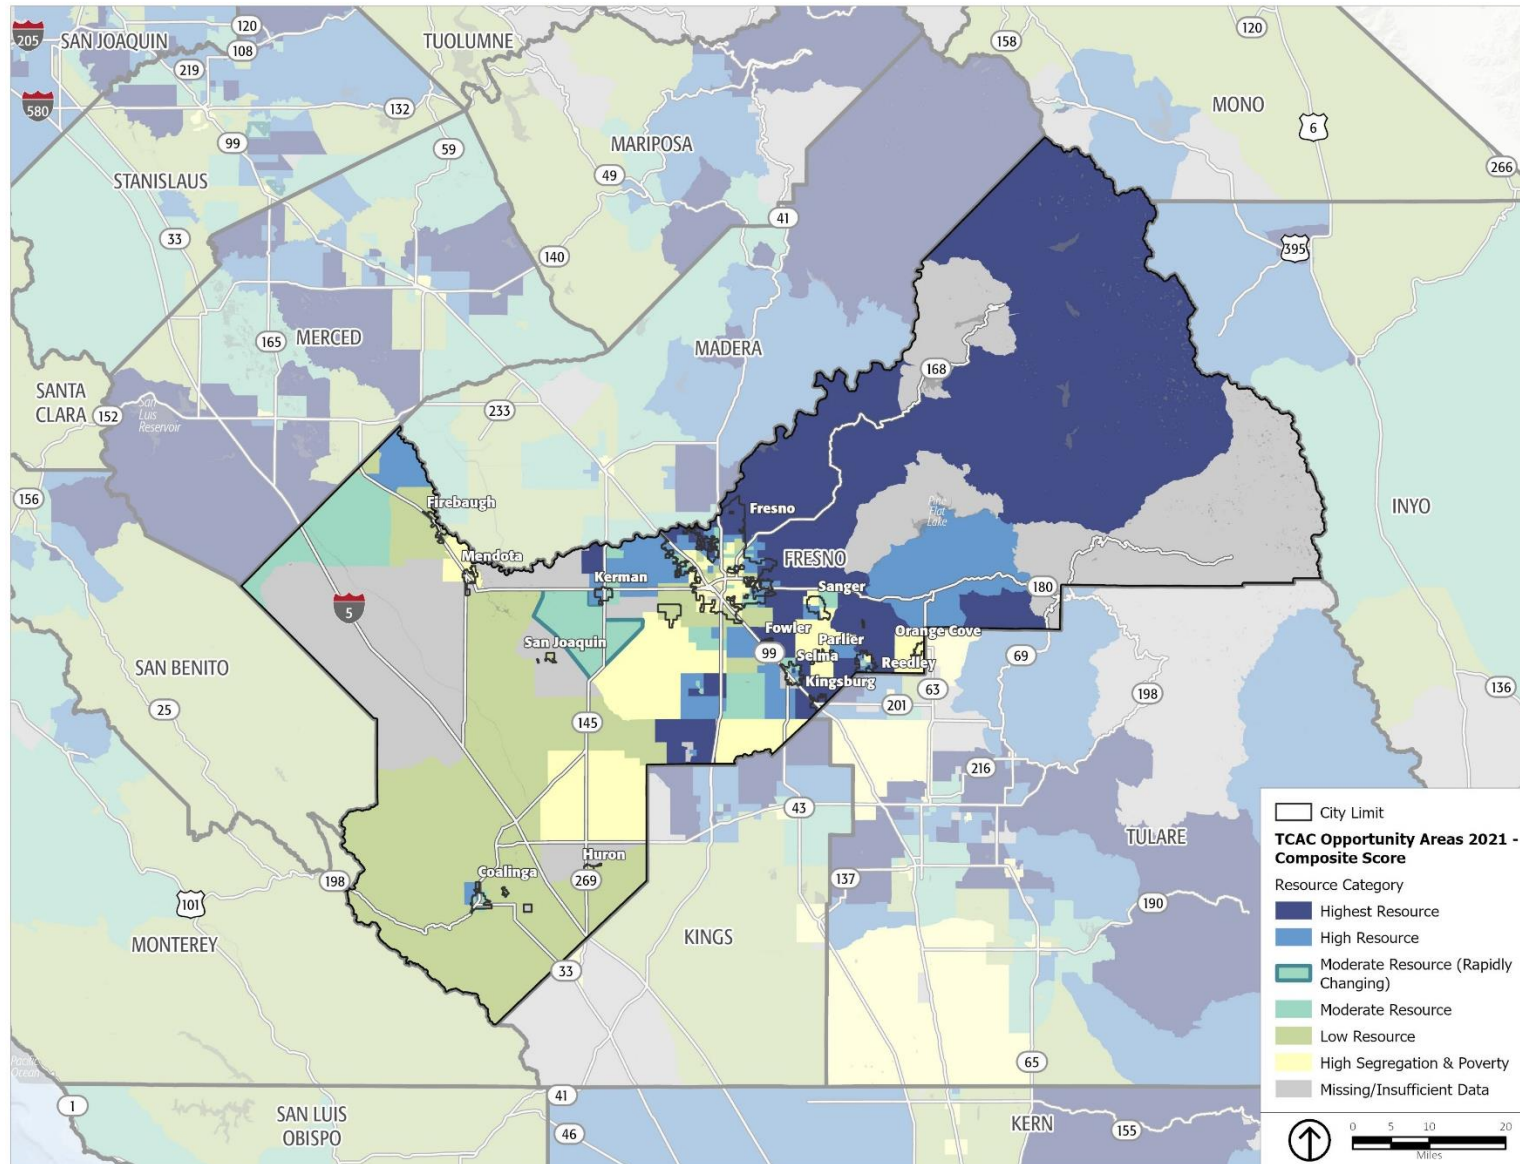 205
SAN JOAQUIN
120
108
219
580
TUOLUMNE
158
120
MONO
6
132
99
59
MARIPOSA
49
266
STANISLAUS
33
41
395
140
MERCED
165
MADERA
168
SANTA
CLARA
152
San
Luis
Reservoir
233
156
Firebaugh
Fresno
Flat
Lake
INYO
Mendota
FRESNO
Kerman
Sanger
180
5
San Joaquin
Fowler
Parlier
Orange Cove
99
Selma
Reedley
69
SAN BENITO
Kingsburg
63
198
136
25
201
145
216
43
TULARE
Huron
Coalinga
198
269
137
101
190
MONTEREY
KINGS
33
65
Pacific
Ocean
41
1
SAN LUIS
OBISPO
46
KERN
155
City Limit
TCAC Opportunity Areas 2021 -
Composite Score
Resource Category
Highest Resource
High Resource
Moderate Resource (Rapidly
Changing)
Moderate Resource
Low Resource
High Segregation & Poverty
Missing/Insufficient Data
0 5 10 20
Miles